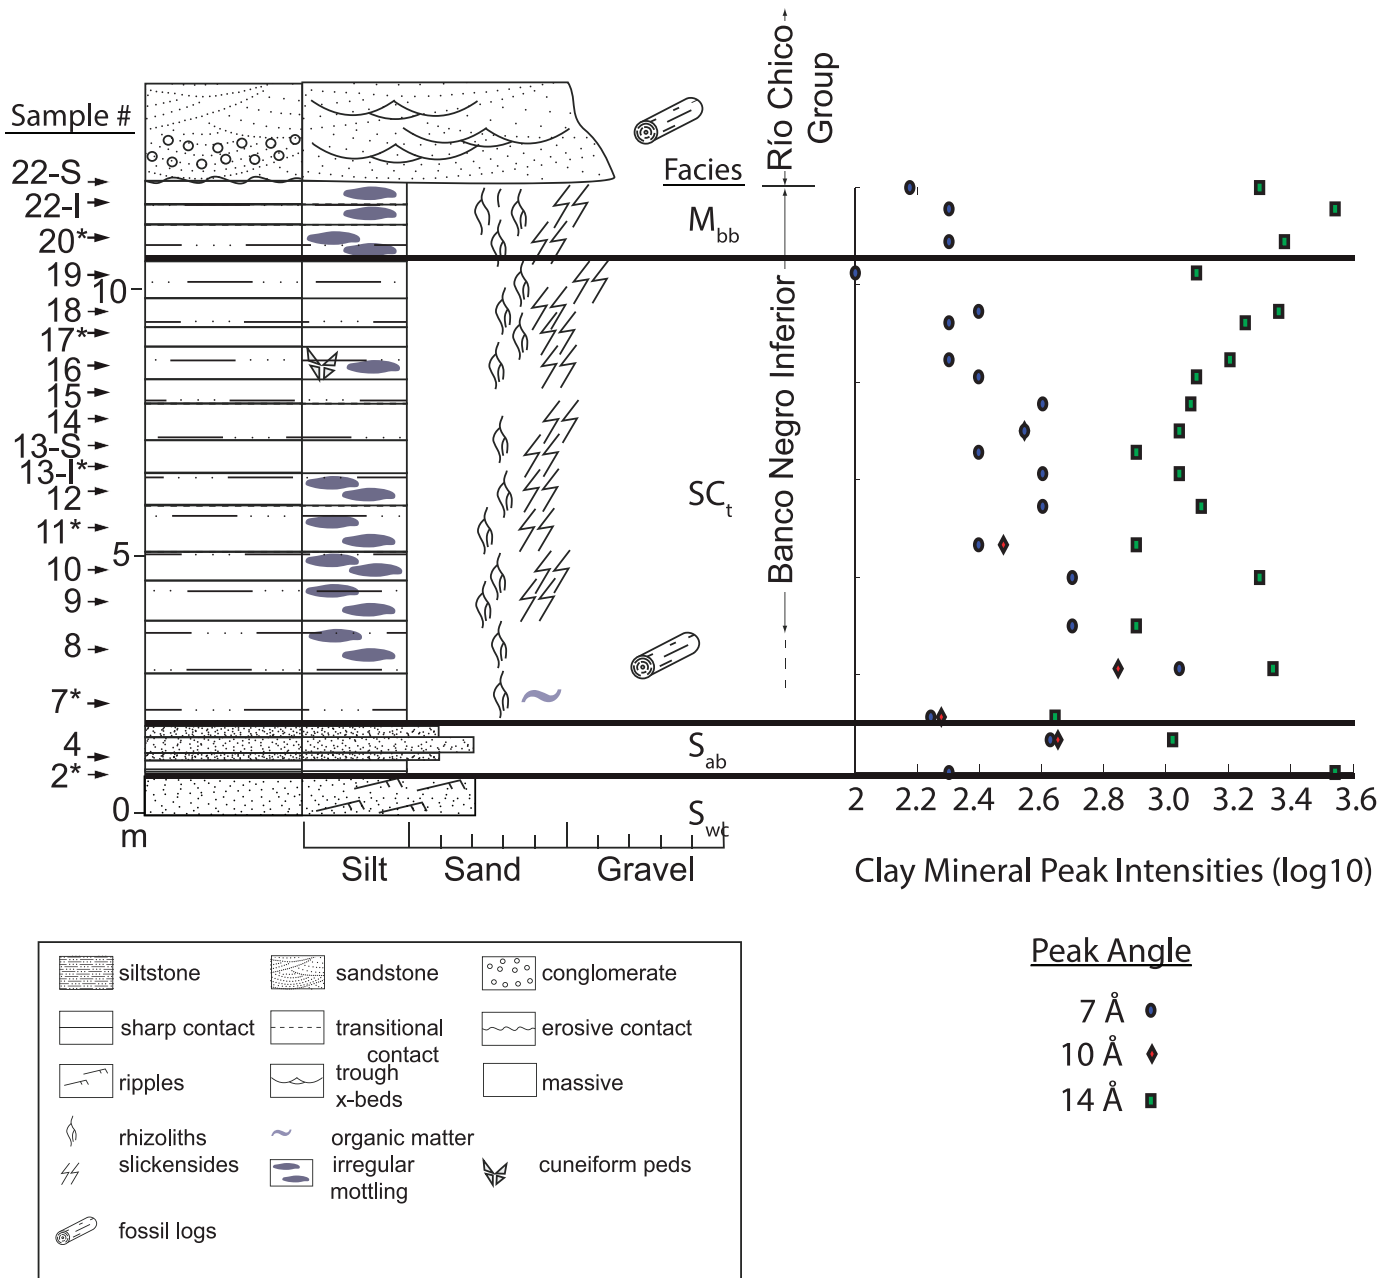 Sample #
22-S
22-I
20*
19
18
17*
16
15
14
13-S
13-I*
12
11*
10
9
8
7*
4
2*
10
5
0
m
Silt
Sand
Gravel
Facies
Mbb
SCt
Sab
Swc
Río Chico
Group
Banco Negro Inferior
2
2.2
2.4
2.6
2.8
3.0
3.2
3.4
3.6
Clay Mineral Peak Intensities (log10)
Peak Angle
7 Å
10 Å
14 Å
siltstone
sandstone
conglomerate
sharp contact
transitional
contact
erosive contact
ripples
trough
x-beds
massive
rhizoliths
organic matter
slickensides
irregular
mottling
cuneiform peds
fossil logs